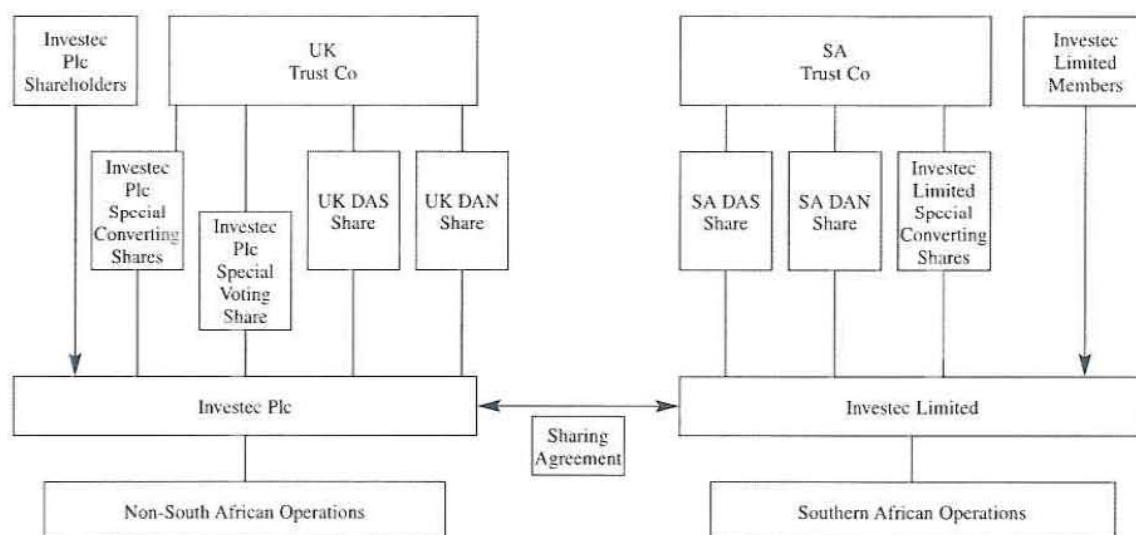 Investec
Plc
Shareholders
UK
Trust Co
SA
Trust Co
Investec
Limited
Members
Investec
Plc
Special
Converting
Shares
Investec
Plc
Special
Voting
Share
UK DAS
Share
UK DAN
Share
SA DAS
Share
SA DAN
Share
Investec
Limited
Special
Converting
Shares
Investec Plc
Sharing
Agreement
Investec Limited
Non-South African Operations
Southern African Operations